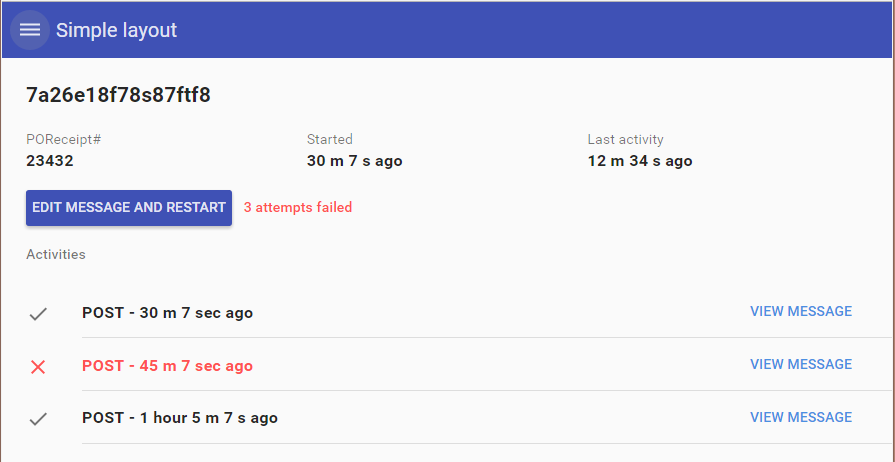 Simple layout
7a26e18f78s87ftf8
POReceipt# Started Last activity
23432 30 m 7 s ago 12 m 34 s ago
EDIT MESSAGE AND RESTART 3 attempts failed
Activities
POST - 30 m 7 sec ago VIEW MESSAGE
POST - 45 m 7 sec ago VIEW MESSAGE
POST - 1 hour 5 m 7 s ago VIEW MESSAGE